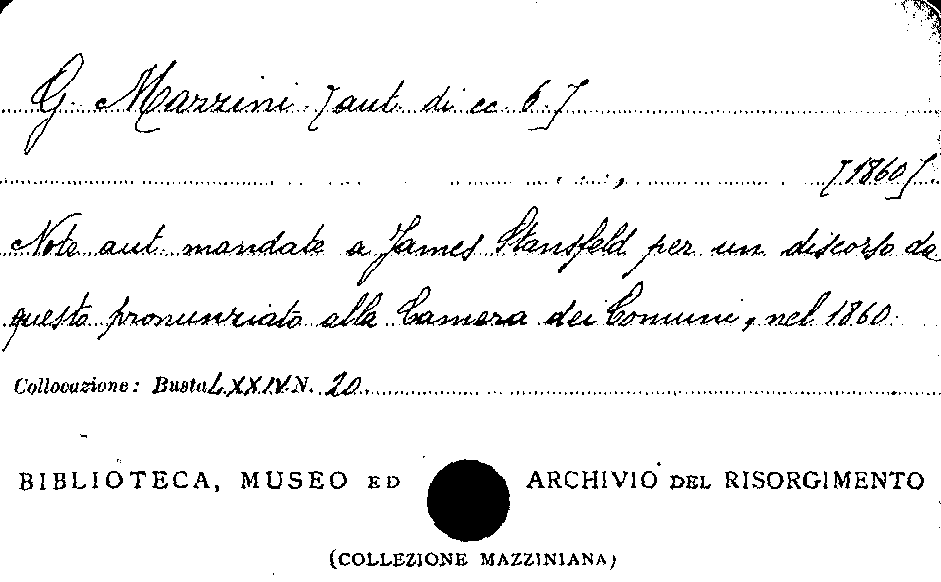 G. Mazzini [aut. di cc. 6.]
, [1860]
Note aut. mandate a James Stansfeld per un discorso da
questo pronunziato alla Camera dei Comuni, nel 1860.
Collocazione: Busta LXXIV N. 20.
BIBLIOTECA, MUSEO ED ARCHIVIO DEL RISORGIMENTO
(COLLEZIONE MAZZINIANA)